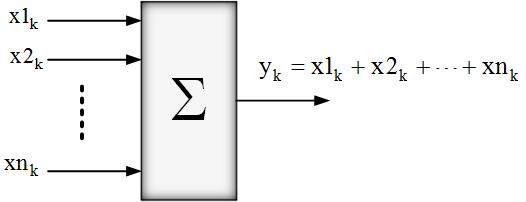 x1ₖ
x2ₖ
xnₖ
Σ
yₖ = x1ₖ + x2ₖ + ··· + xnₖ